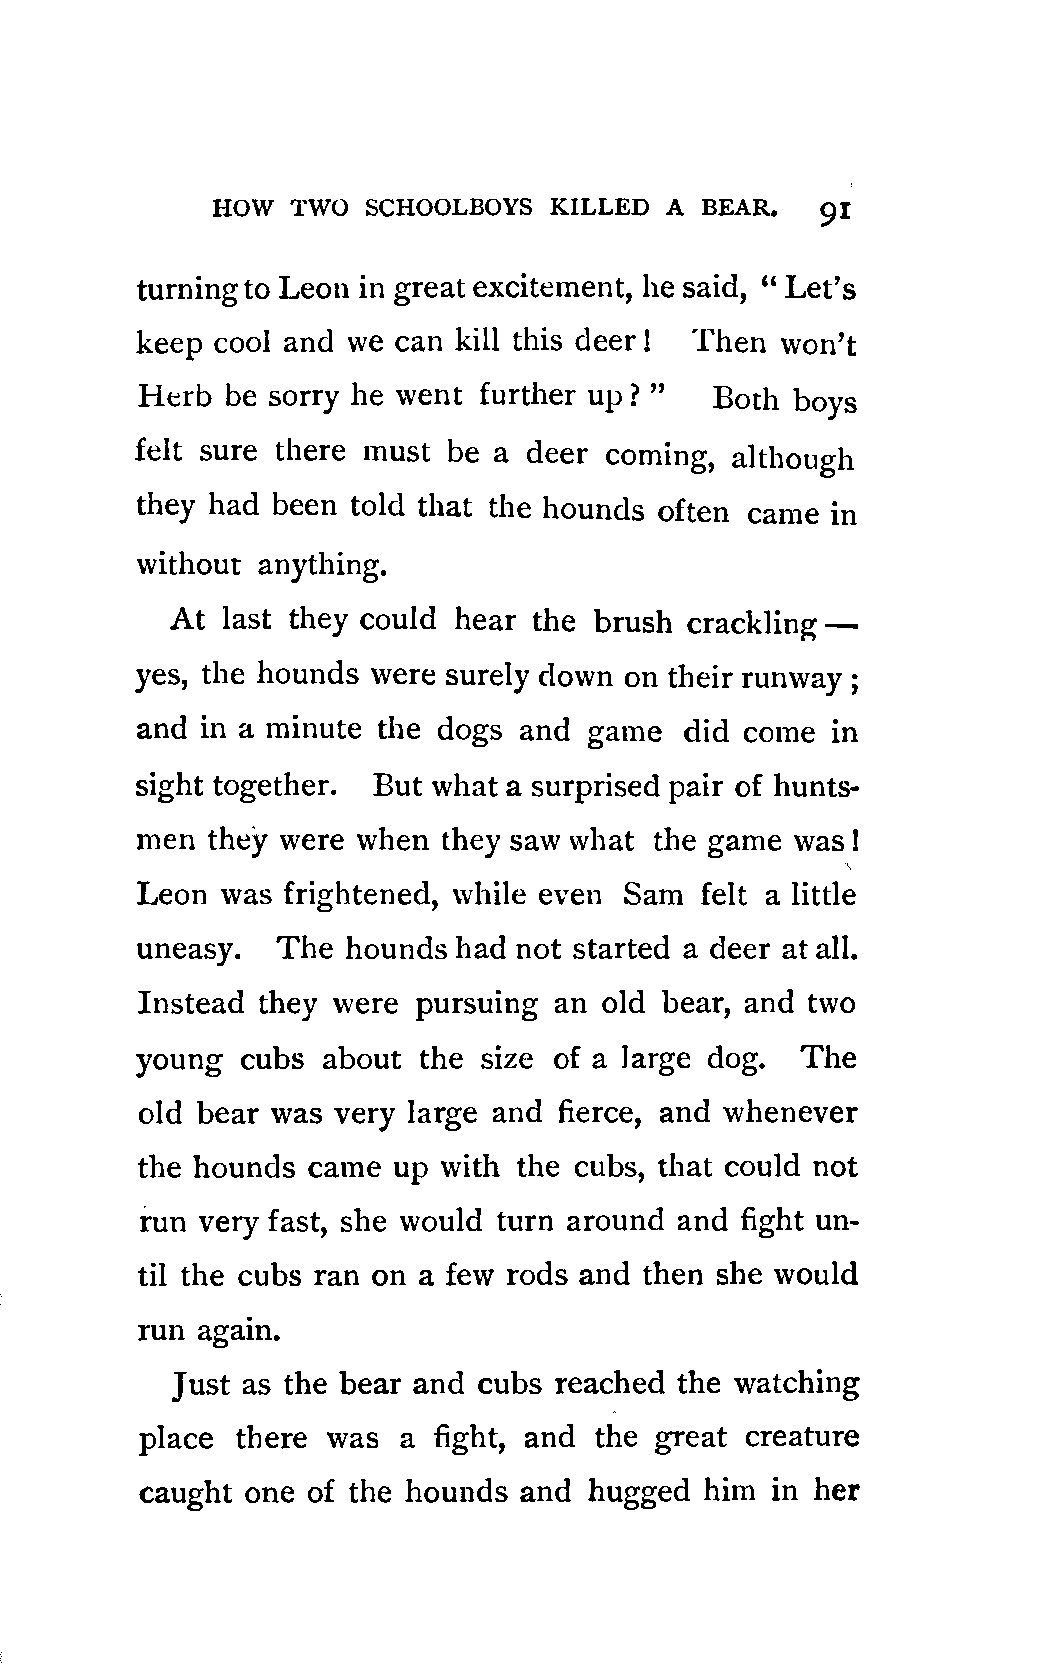 HOW TWO SCHOOLBOYS KILLED A BEAR. 91
turning to Leon in great excitement, he said, “ Let’s
keep cool and we can kill this deer! Then won’t
Herb be sorry he went further up? ” Both boys
felt sure there must be a deer coming, although
they had been told that the hounds often came in
without anything.
At last they could hear the brush crackling —
yes, the hounds were surely down on their runway ;
and in a minute the dogs and game did come in
sight together. But what a surprised pair of hunts-
men they were when they saw what the game was!
Leon was frightened, while even Sam felt a little
uneasy. The hounds had not started a deer at all.
Instead they were pursuing an old bear, and two
young cubs about the size of a large dog. The
old bear was very large and fierce, and whenever
the hounds came up with the cubs, that could not
run very fast, she would turn around and fight un-
til the cubs ran on a few rods and then she would
run again.
Just as the bear and cubs reached the watching
place there was a fight, and the great creature
caught one of the hounds and hugged him in her